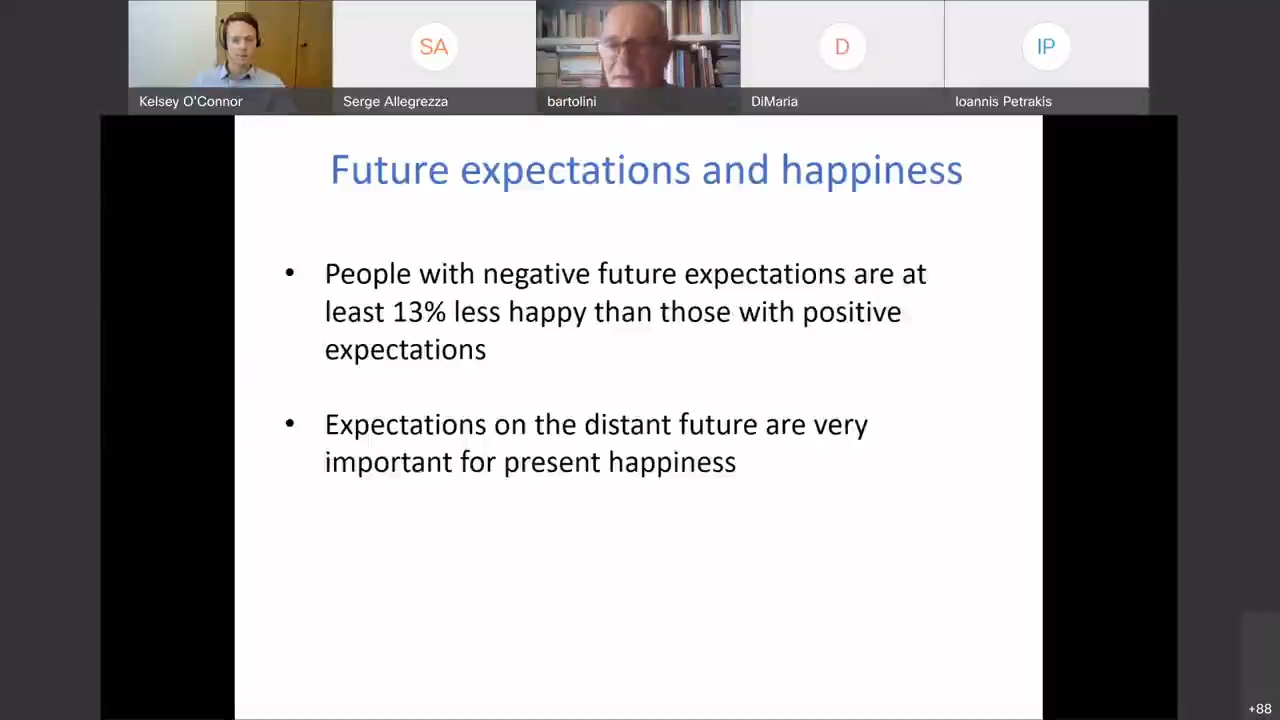 SA
D
IP
Kelsey O'Connor
Serge Allegrezza
bartolini
DiMaria
Ioannis Petrakis
Future expectations and happiness
• People with negative future expectations are at
least 13% less happy than those with positive
expectations
• Expectations on the distant future are very
important for present happiness
+88